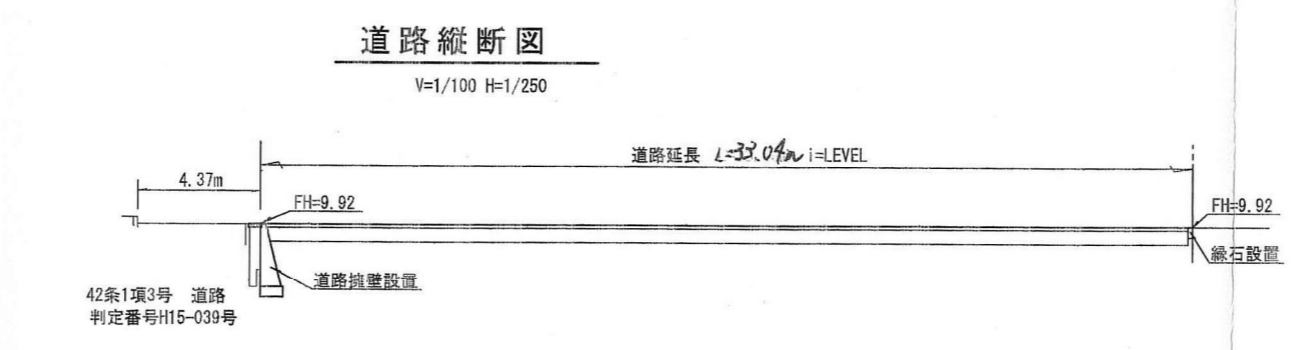 道路縦断図
V=1/100 H=1/250
道路延長 L=33.04m i=LEVEL
4.37m
FH=9.92
FH=9.92
縁石設置
道路擁壁設置
42条1項3号 道路
判定番号H15-039号